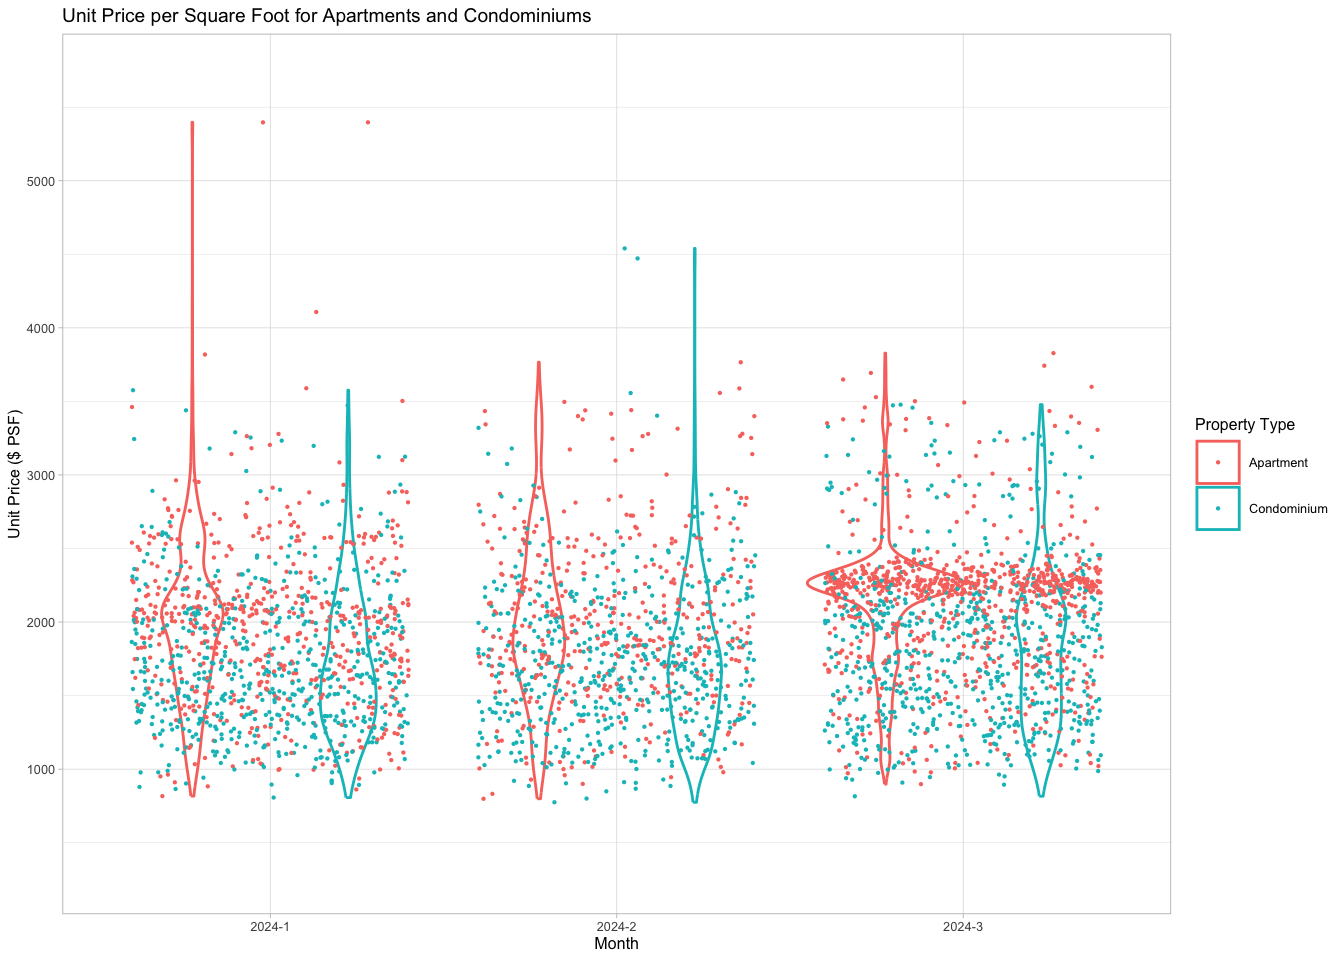 Unit Price per Square Foot for Apartments and Condominiums
Unit Price ($ PSF)
5000
4000
3000
2000
1000
2024-1
2024-2
2024-3
Month
Property Type
Apartment
Condominium